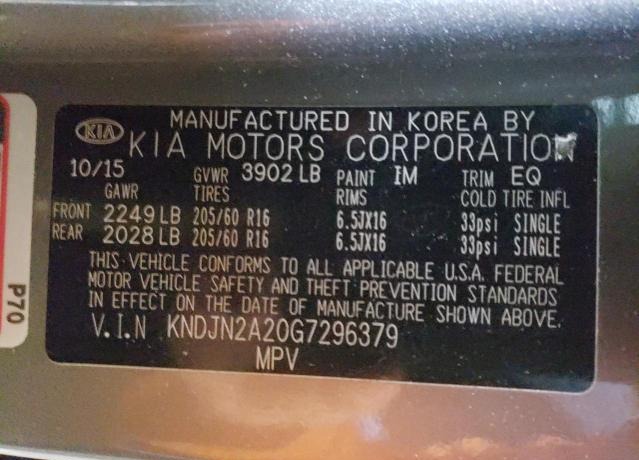 KIA MANUFACTURED IN KOREA BY
KIA MOTORS CORPORATION
10/15 GVWR 3902 LB PAINT IM TRIM EQ
GAWR TIRES RIMS COLD TIRE INFL
FRONT 2249 LB 205/60 R16 6.5JX16 33psi SINGLE
REAR 2028 LB 205/60 R16 6.5JX16 33psi SINGLE
THIS VEHICLE CONFORMS TO ALL APPLICABLE U.S.A. FEDERAL
MOTOR VEHICLE SAFETY AND THEFT PREVENTION STANDARDS
IN EFFECT ON THE DATE OF MANUFACTURE SHOWN ABOVE.
V.I.N KNDJN2A20G7296379
MPV
P70